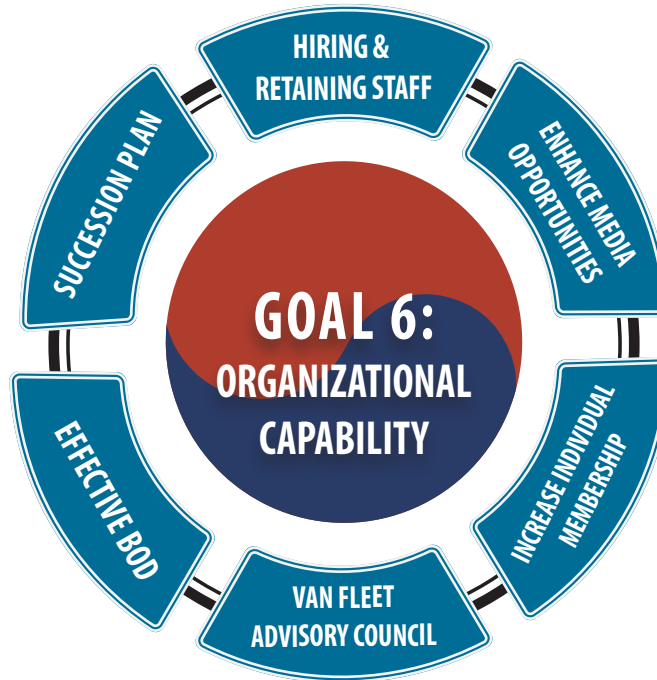 HIRING &
RETAINING STAFF
ENHANCE MEDIA
OPPORTUNITIES
INCREASE INDIVIDUAL
MEMBERSHIP
VAN FLEET
ADVISORY COUNCIL
EFFECTIVE BOD
SUCCESSION PLAN
GOAL 6:
ORGANIZATIONAL
CAPABILITY